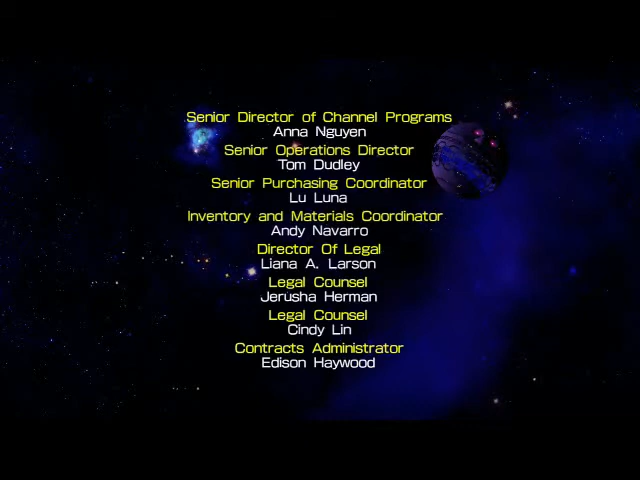 Senior Director of Channel Programs
Anna Nguyen
Senior Operations Director
Tom Dudley
Senior Purchasing Coordinator
Lu Luna
Inventory and Materials Coordinator
Andy Navarro
Director Of Legal
Liana A. Larson
Legal Counsel
Jerusha Herman
Legal Counsel
Cindy Lin
Contracts Administrator
Edison Haywood